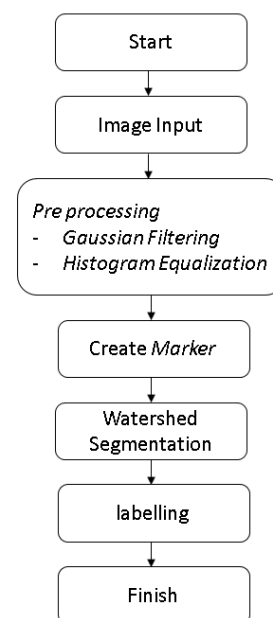 Start
Image Input
Pre processing
- Gaussian Filtering
- Histogram Equalization
Create Marker
Watershed
Segmentation
labelling
Finish